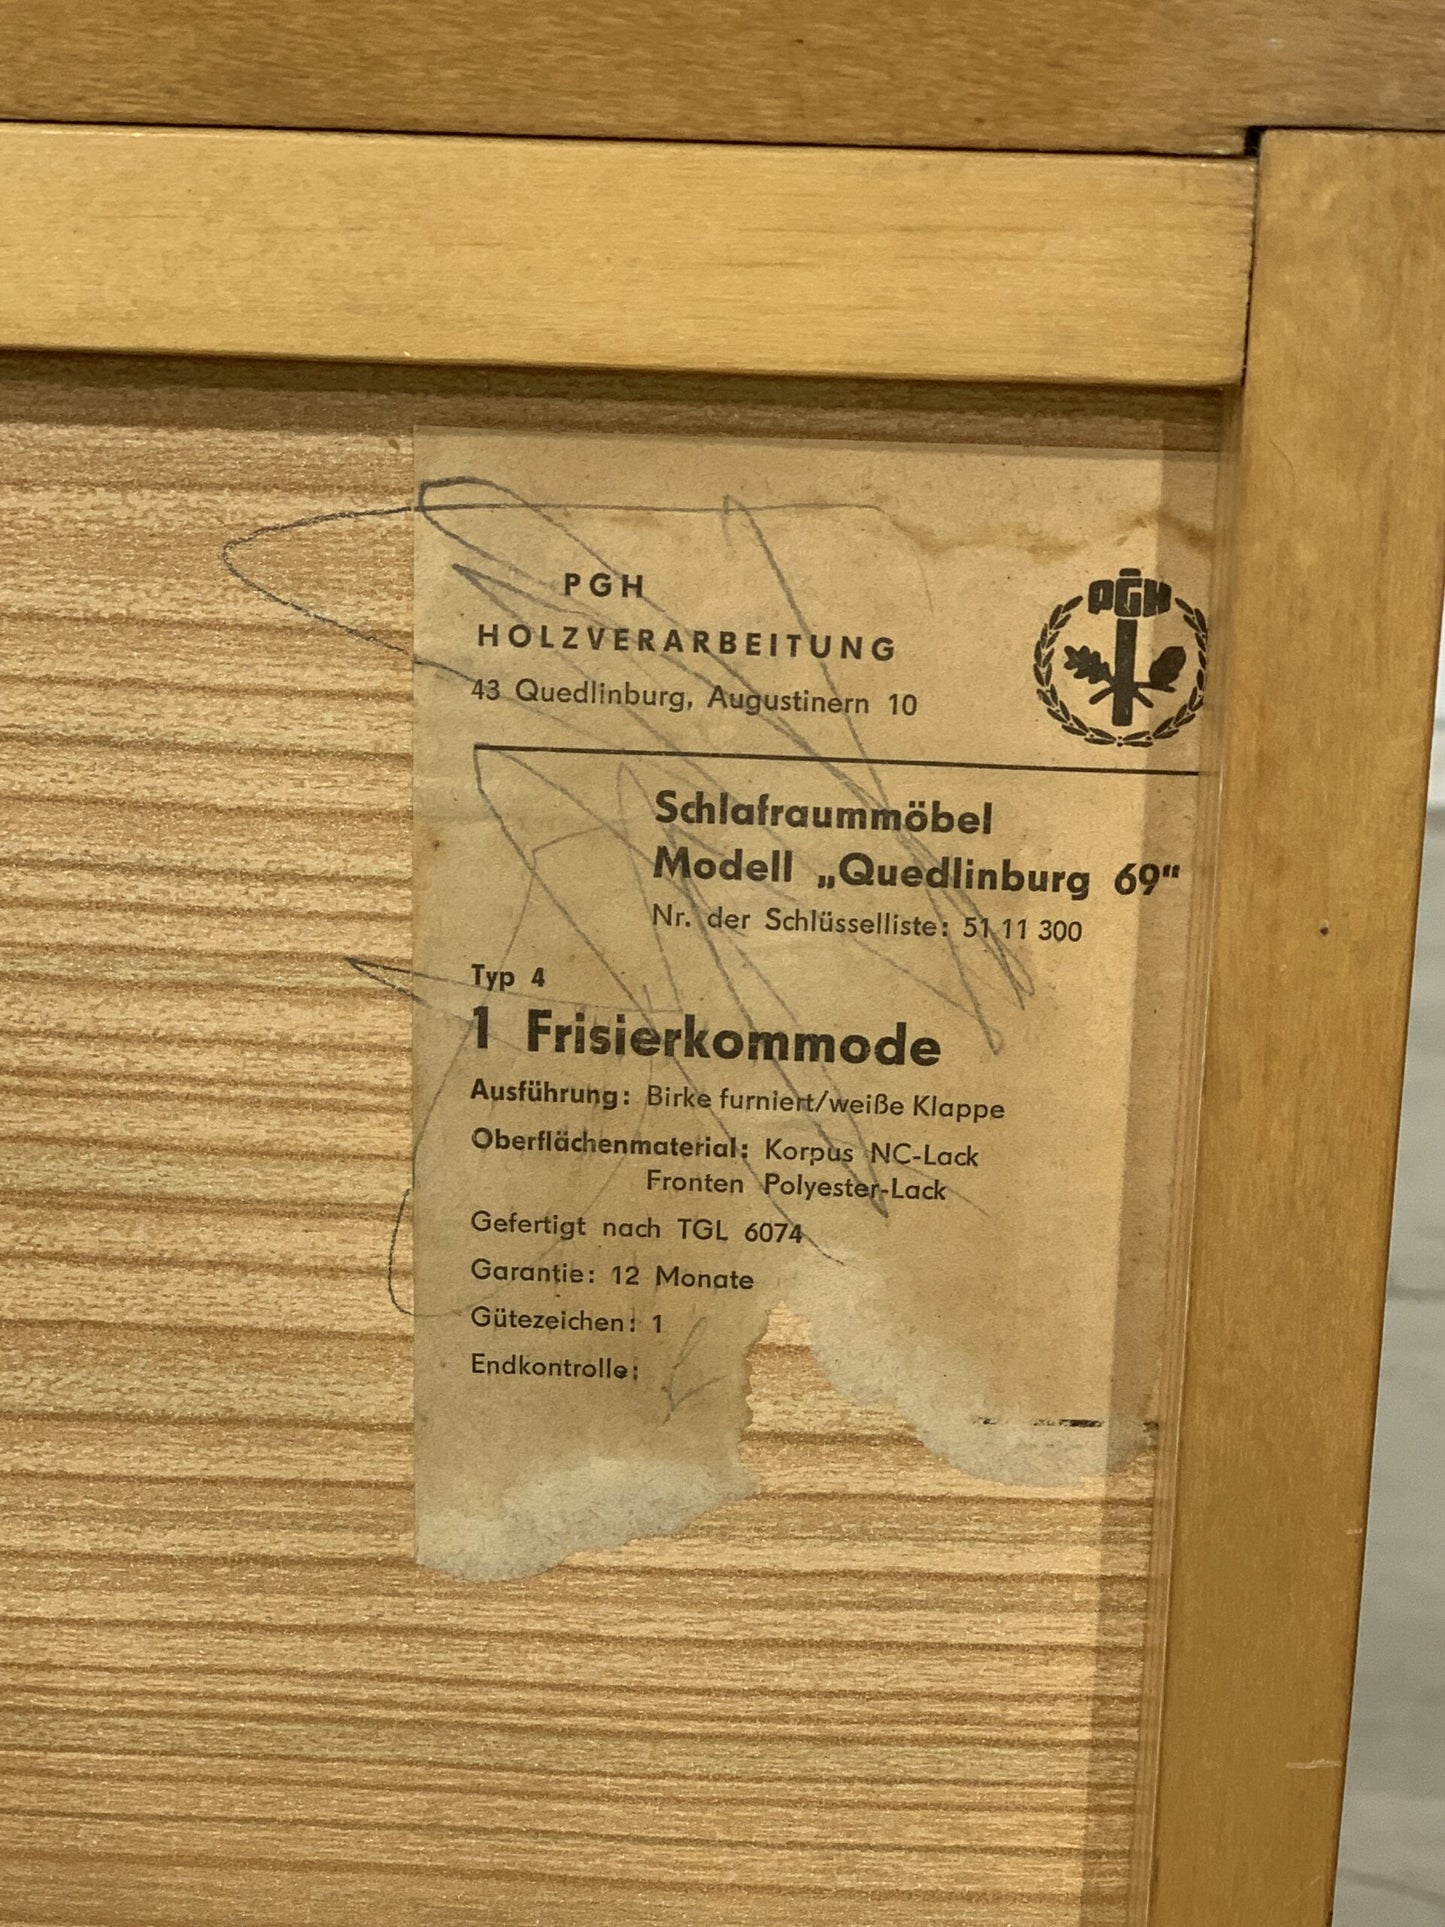 PGH
HOLZVERARBEITUNG
43 Quedlinburg, Augustinern 10
PGH
Schlafraummöbel
Modell „Quedlinburg 69“
Nr. der Schlüsselliste: 51 11 300
Typ 4
1 Frisierkommode
Ausführung: Birke furniert/weiße Klappe
Oberflächenmaterial: Korpus NC-Lack
Fronten Polyester-Lack
Gefertigt nach TGL 6074
Garantie: 12 Monate
Gütezeichen: 1
Endkontrolle: